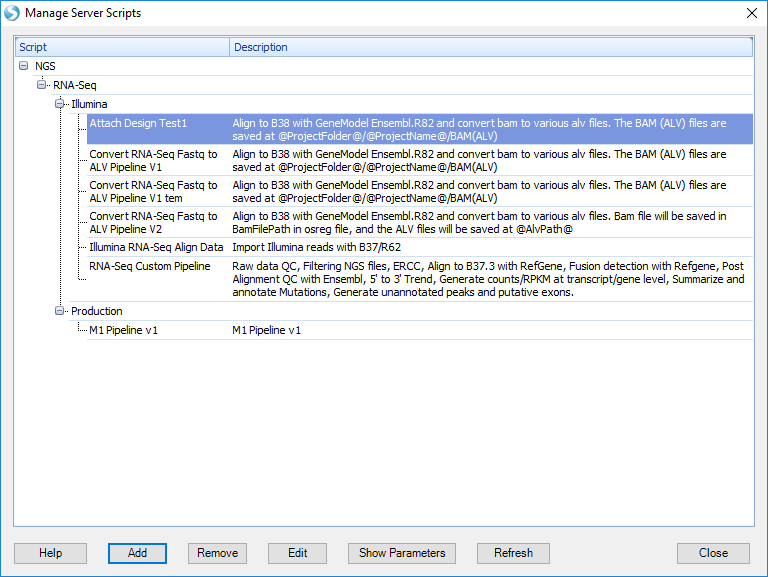 Manage Server Scripts
Script Description
NGS
RNA-Seq
Illumina
Attach Design Test1 Align to B38 with GeneModel Ensembl.R82 and convert bam to various alv files. The BAM (ALV) files are
saved at @ProjectFolder@/@ProjectName@/BAM(ALV)
Convert RNA-Seq Fastq to Align to B38 with GeneModel Ensembl.R82 and convert bam to various alv files. The BAM (ALV) files are
ALV Pipeline V1 saved at @ProjectFolder@/@ProjectName@/BAM(ALV)
Convert RNA-Seq Fastq to Align to B38 with GeneModel Ensembl.R82 and convert bam to various alv files. The BAM (ALV) files are
ALV Pipeline V1 tem saved at @ProjectFolder@/@ProjectName@/BAM(ALV)
Convert RNA-Seq Fastq to Align to B38 with GeneModel Ensembl.R82 and convert bam to various alv files. Bam file will be saved in
ALV Pipeline V2 BamFilePath in osreg file, and the ALV files will be saved at @AlvPath@
Illumina RNA-Seq Align Data Import Illumina reads with B37/R62
RNA-Seq Custom Pipeline Raw data QC, Filtering NGS files, ERCC, Align to B37.3 with RefGene, Fusion detection with Refgene, Post
Alignment QC with Ensembl, 5' to 3' Trend, Generate counts/RPKM at transcript/gene level, Summarize and
annotate Mutations, Generate unannotated peaks and putative exons.
Production
M1 Pipeline v1 M1 Pipeline v1
Help Add Remove Edit Show Parameters Refresh Close